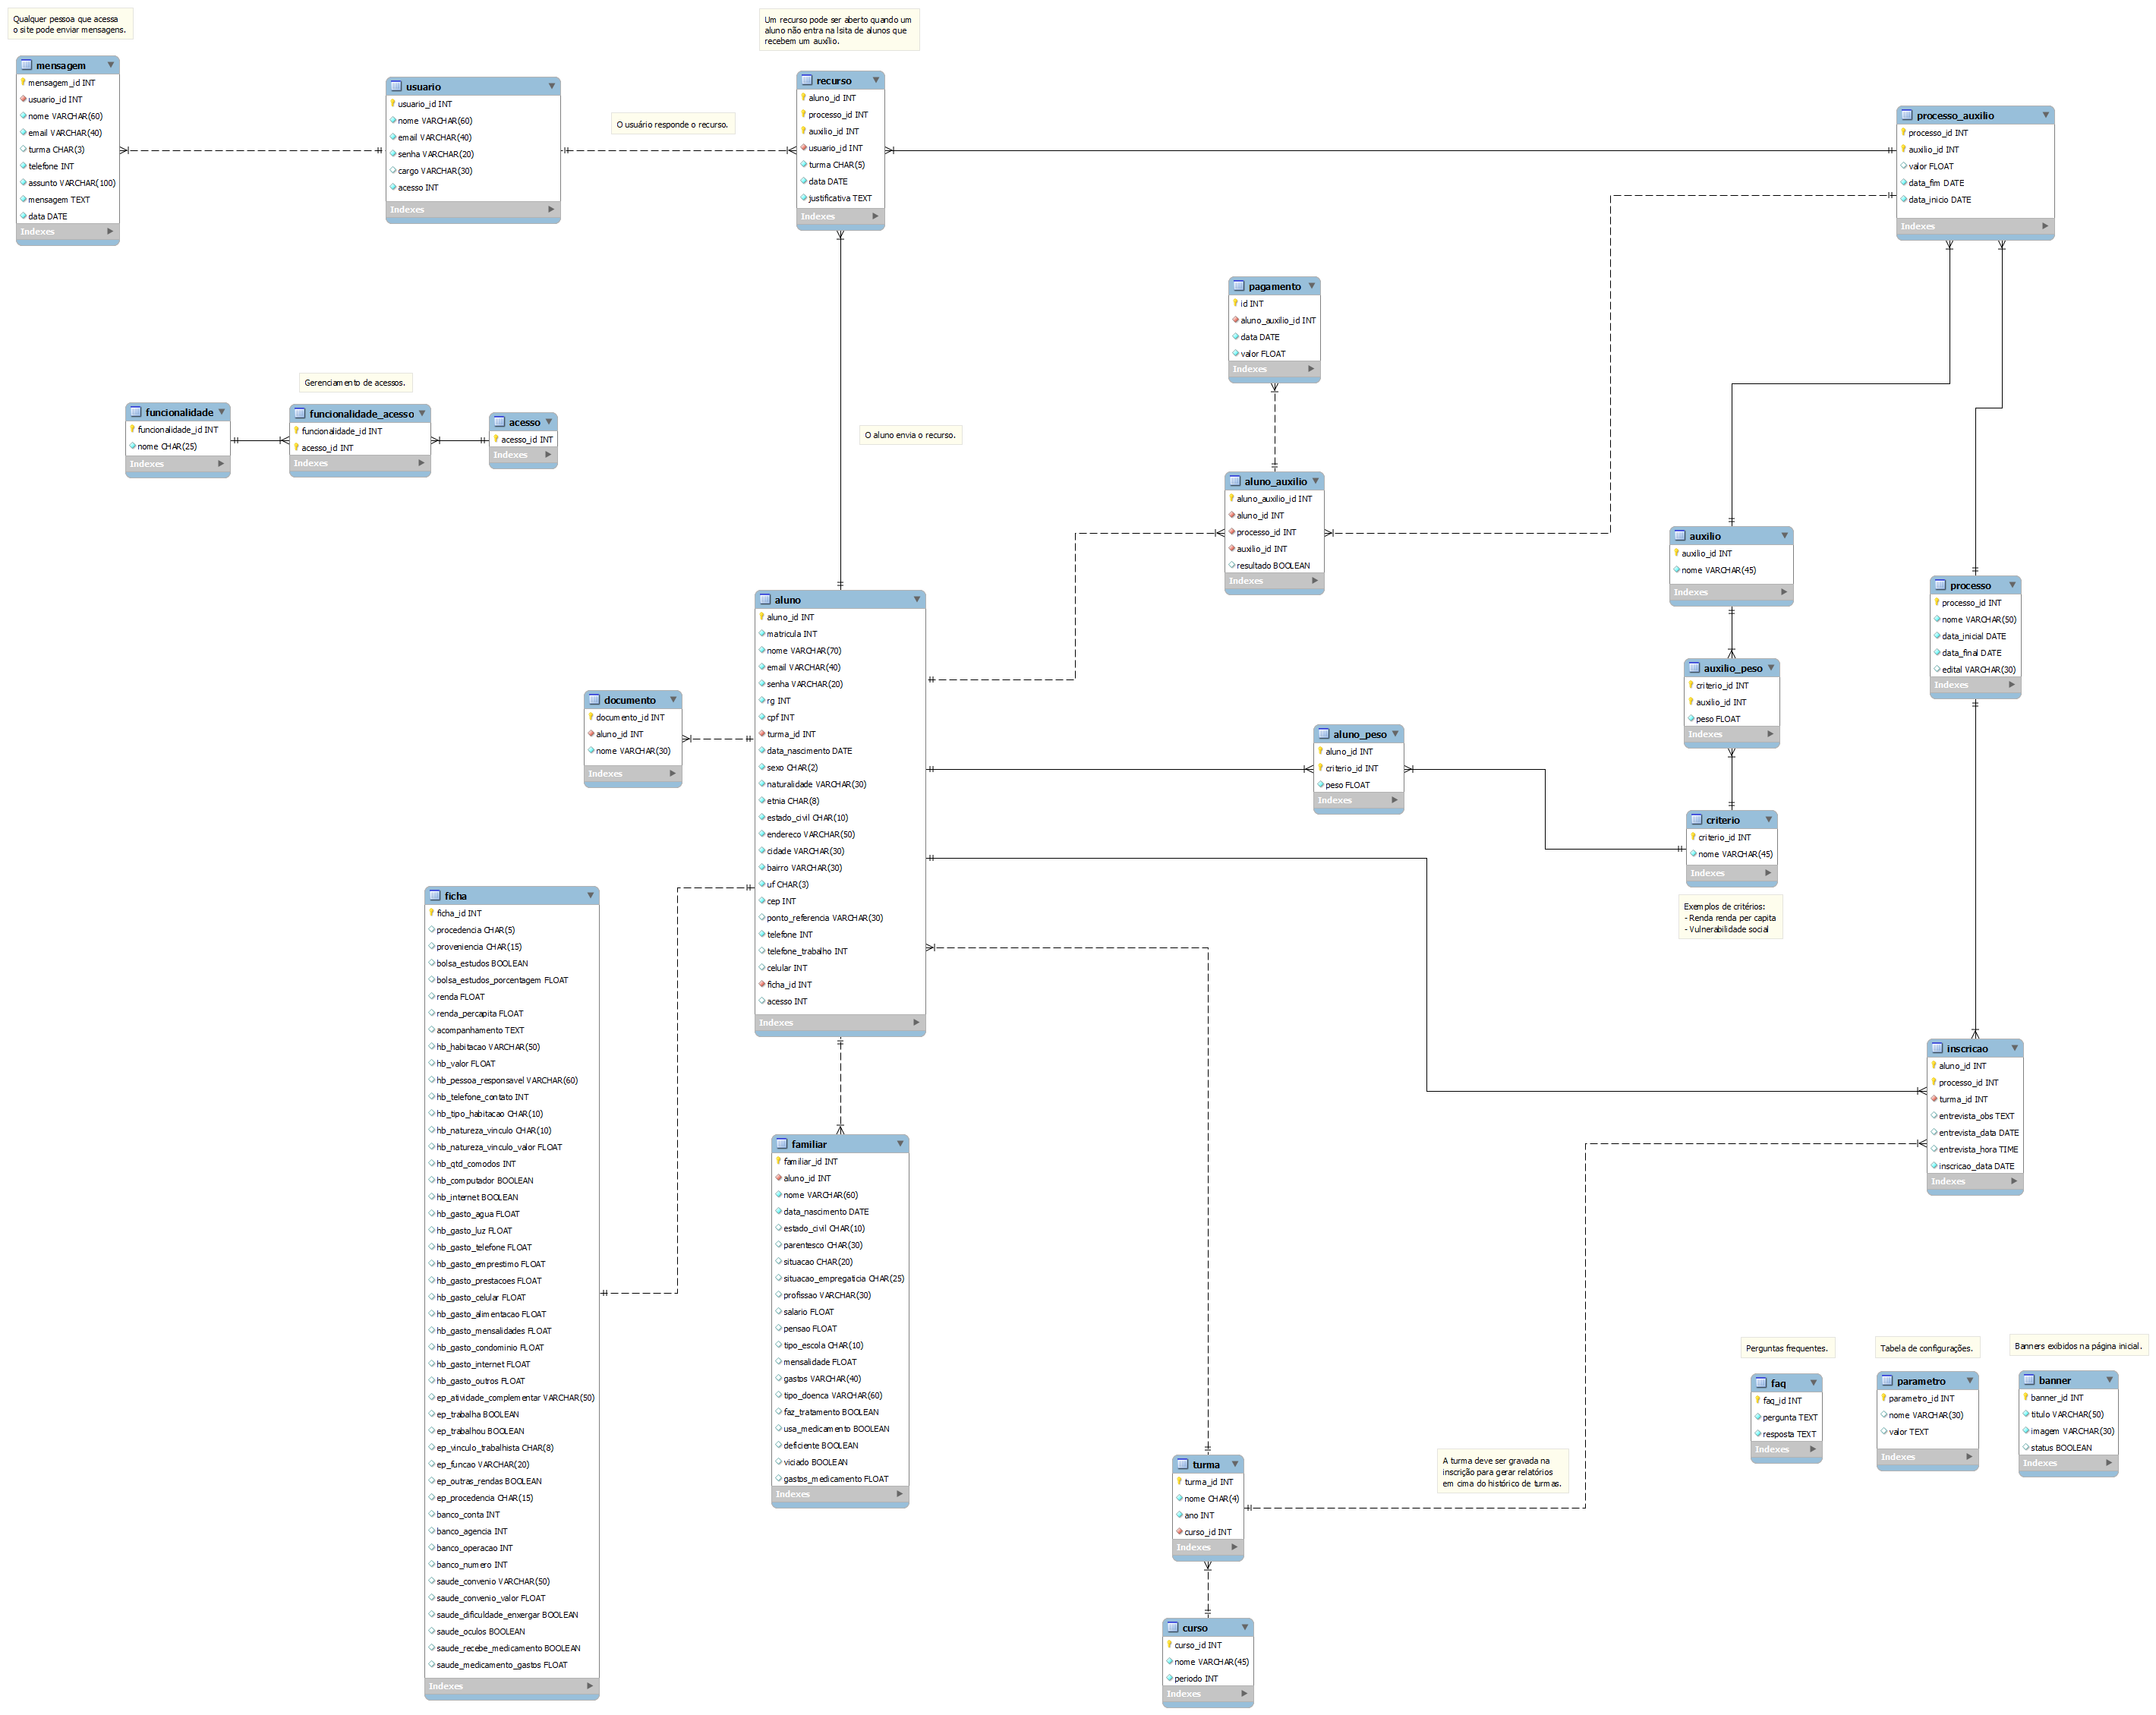 Qualquer pessoa que acessa
o site pode enviar mensagens.
mensagem
mensagem_id INT
usuario_id INT
nome VARCHAR(60)
email VARCHAR(40)
turma CHAR(3)
telefone INT
assunto VARCHAR(100)
mensagem TEXT
data DATE
Indexes
usuario
usuario_id INT
nome VARCHAR(60)
email VARCHAR(40)
senha VARCHAR(20)
cargo VARCHAR(30)
acesso INT
Indexes
O usuário responde o recurso.
Um recurso pode ser aberto quando um
aluno não entra na lsita de alunos que
recebem um auxílio.
recurso
aluno_id INT
processo_id INT
auxilio_id INT
usuario_id INT
turma CHAR(5)
data DATE
justificativa TEXT
Indexes
processo_auxilio
processo_id INT
auxilio_id INT
valor FLOAT
data_fim DATE
data_inicio DATE
Indexes
pagamento
id INT
aluno_auxilio_id INT
data DATE
valor FLOAT
Indexes
Gerenciamento de acessos.
funcionalidade
funcionalidade_id INT
nome CHAR(25)
Indexes
funcionalidade_acesso
funcionalidade_id INT
acesso_id INT
Indexes
acesso
acesso_id INT
Indexes
O aluno envia o recurso.
aluno_auxilio
aluno_auxilio_id INT
aluno_id INT
processo_id INT
auxilio_id INT
resultado BOOLEAN
Indexes
auxilio
auxilio_id INT
nome VARCHAR(45)
Indexes
processo
processo_id INT
nome VARCHAR(50)
data_inicial DATE
data_final DATE
edital VARCHAR(30)
Indexes
aluno
aluno_id INT
matricula INT
nome VARCHAR(70)
email VARCHAR(40)
senha VARCHAR(20)
rg INT
cpf INT
turma_id INT
data_nascimento DATE
sexo CHAR(2)
naturalidade VARCHAR(30)
etnia CHAR(8)
estado_civil CHAR(10)
endereco VARCHAR(50)
cidade VARCHAR(30)
bairro VARCHAR(30)
uf CHAR(3)
cep INT
ponto_referencia VARCHAR(30)
telefone INT
telefone_trabalho INT
celular INT
ficha_id INT
acesso INT
Indexes
documento
documento_id INT
aluno_id INT
nome VARCHAR(30)
Indexes
auxilio_peso
criterio_id INT
auxilio_id INT
peso FLOAT
Indexes
aluno_peso
aluno_id INT
criterio_id INT
peso FLOAT
Indexes
criterio
criterio_id INT
nome VARCHAR(45)
Indexes
Exemplos de critérios:
- Renda renda per capita
- Vulnerabilidade social
ficha
ficha_id INT
procedencia CHAR(5)
proveniencia CHAR(15)
bolsa_estudos BOOLEAN
bolsa_estudos_porcentagem FLOAT
renda FLOAT
renda_percapita FLOAT
acompanhamento TEXT
hb_habitacao VARCHAR(50)
hb_valor FLOAT
hb_pessoa_responsavel VARCHAR(60)
hb_telefone_contato INT
hb_tipo_habitacao CHAR(10)
hb_natureza_vinculo CHAR(10)
hb_natureza_vinculo_valor FLOAT
hb_qtd_comodos INT
hb_computador BOOLEAN
hb_internet BOOLEAN
hb_gasto_agua FLOAT
hb_gasto_luz FLOAT
hb_gasto_telefone FLOAT
hb_gasto_emprestimo FLOAT
hb_gasto_prestacoes FLOAT
hb_gasto_celular FLOAT
hb_gasto_alimentacao FLOAT
hb_gasto_mensalidades FLOAT
hb_gasto_condominio FLOAT
hb_gasto_internet FLOAT
hb_gasto_outros FLOAT
ep_atividade_complementar VARCHAR(50)
ep_trabalha BOOLEAN
ep_trabalhou BOOLEAN
ep_vinculo_trabalhista CHAR(8)
ep_funcao VARCHAR(20)
ep_outras_rendas BOOLEAN
ep_procedencia CHAR(15)
banco_conta INT
banco_agencia INT
banco_operacao INT
banco_numero INT
saude_convenio VARCHAR(50)
saude_convenio_valor FLOAT
saude_dificuldade_enxergar BOOLEAN
saude_oculos BOOLEAN
saude_recebe_medicamento BOOLEAN
saude_medicamento_gastos FLOAT
Indexes
familiar
familiar_id INT
aluno_id INT
nome VARCHAR(60)
data_nascimento DATE
estado_civil CHAR(10)
parentesco CHAR(30)
situacao CHAR(20)
situacao_empregaticia CHAR(25)
profissao VARCHAR(30)
salario FLOAT
pensao FLOAT
tipo_escola CHAR(10)
mensalidade FLOAT
gastos VARCHAR(40)
tipo_doenca VARCHAR(60)
faz_tratamento BOOLEAN
usa_medicamento BOOLEAN
deficiente BOOLEAN
viciado BOOLEAN
gastos_medicamento FLOAT
Indexes
inscricao
aluno_id INT
processo_id INT
turma_id INT
entrevista_obs TEXT
entrevista_data DATE
entrevista_hora TIME
inscricao_data DATE
Indexes
Perguntas frequentes.
faq
faq_id INT
pergunta TEXT
resposta TEXT
Indexes
Tabela de configurações.
parametro
parametro_id INT
nome VARCHAR(30)
valor TEXT
Indexes
Banners exibidos na página inicial.
banner
banner_id INT
titulo VARCHAR(50)
imagem VARCHAR(30)
status BOOLEAN
Indexes
A turma deve ser gravada na
inscrição para gerar relatórios
em cima do histórico de turmas.
turma
turma_id INT
nome CHAR(4)
ano INT
curso_id INT
Indexes
curso
curso_id INT
nome VARCHAR(45)
periodo INT
Indexes